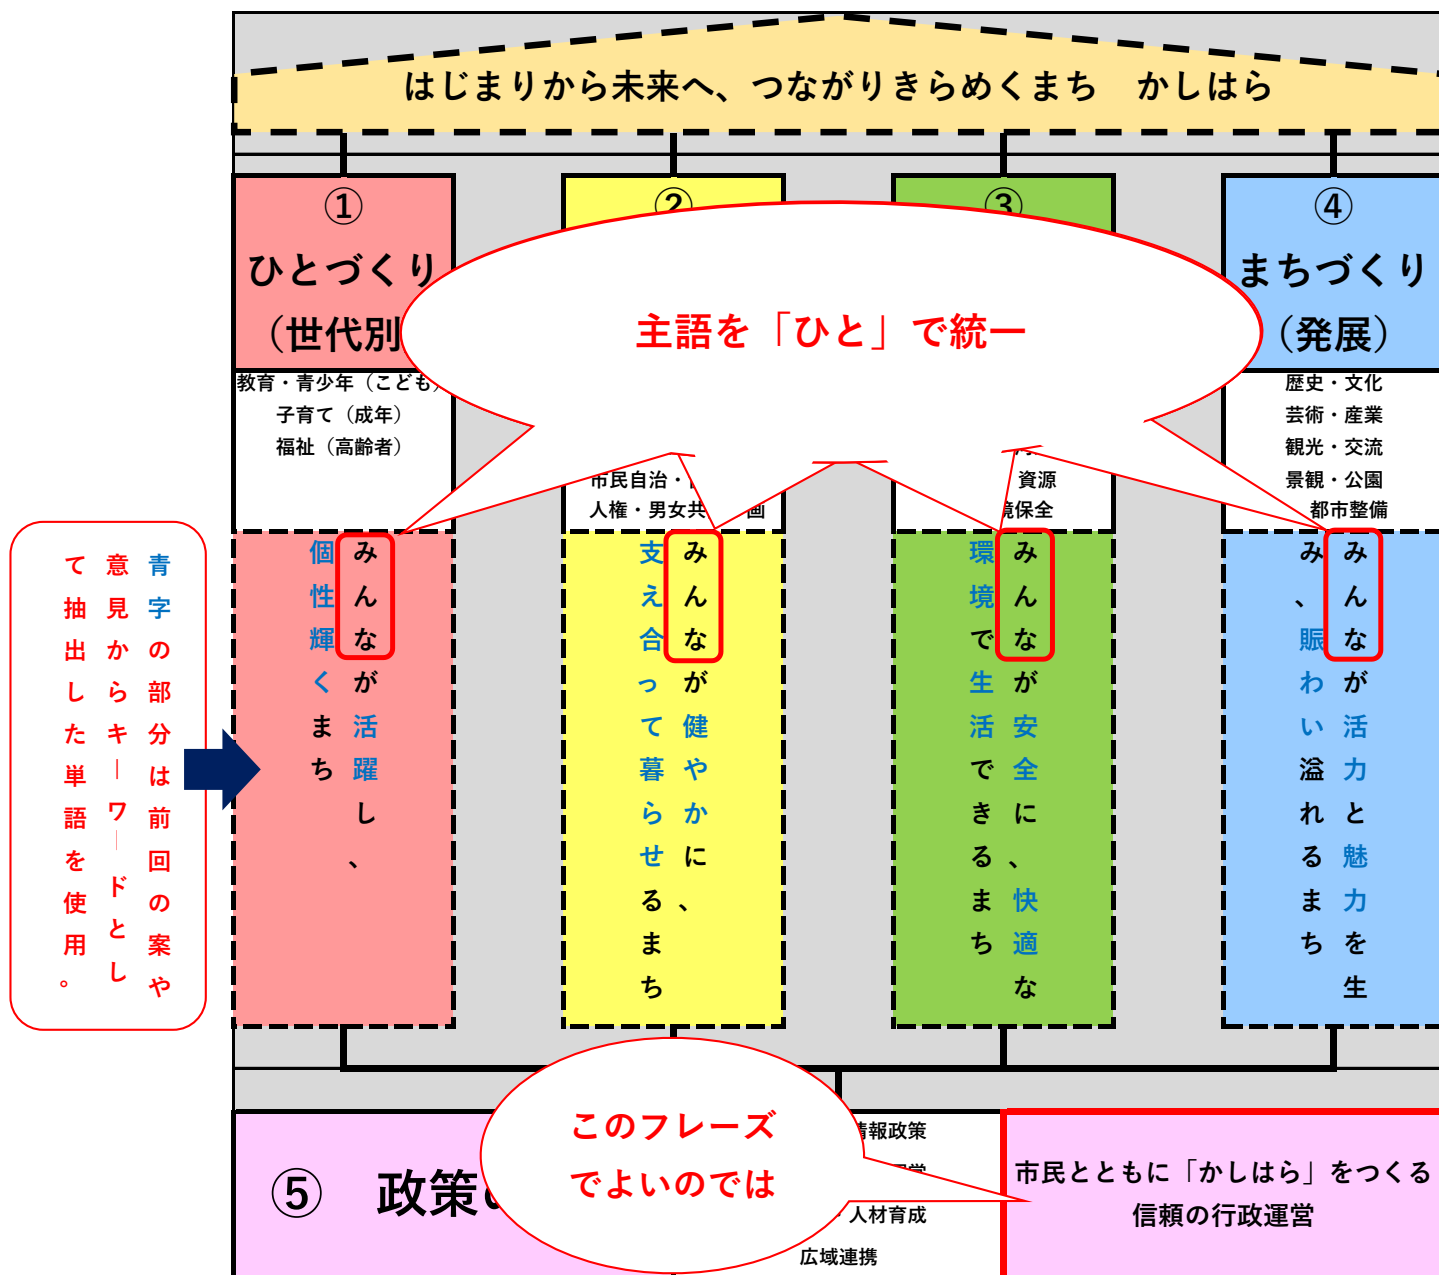 はじまりから未来へ、つながりきらめくまち　かしはら
①
ひとづくり
（世代別
教育・青少年（こども）
子育て（成年）
福祉（高齢者）
みんなが活躍し、
個性輝くまち
②
市民自治・
人権・男女共　画
みんなが健やかに、
支え合って暮らせるまち
③
資源
境保全
みんなが安全に、快適な
環境で生活できるまち
④
まちづくり
（発展）
歴史・文化
芸術・産業
観光・交流
景観・公園
都市整備
みんなが活力と魅力を生
み、賑わい溢れるまち
主語を「ひと」で統一
青字の部分は前回の案や
意見からキーワードとし
て抽出した単語を使用。
⑤　政策
情報政策
人材育成
広域連携
このフレーズ
でよいのでは
市民とともに「かしはら」をつくる
信頼の行政運営